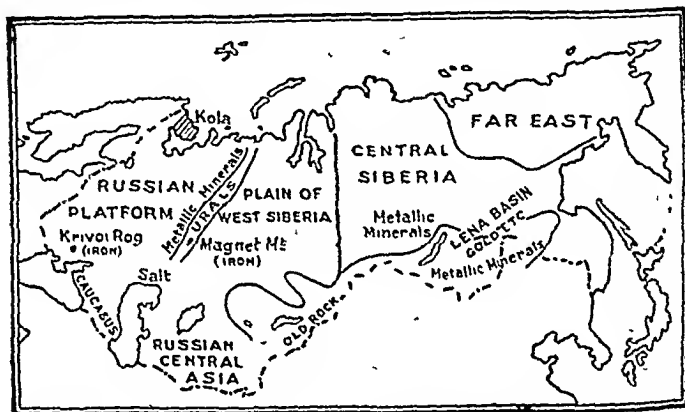 Kola
FAR EAST
CENTRAL
SIBERIA
RUSSIAN
PLATFORM
Metallic Minerals
URALS
PLAIN OF
WEST SIBERIA
Krivoi Rog
(IRON)
Magnet Mt
(IRON)
Metallic
Minerals
LENA BASIN
GOLD ETC
Metallic Minerals
Salt
CAUCASUS
OLD ROCK
RUSSIAN
CENTRAL
ASIA